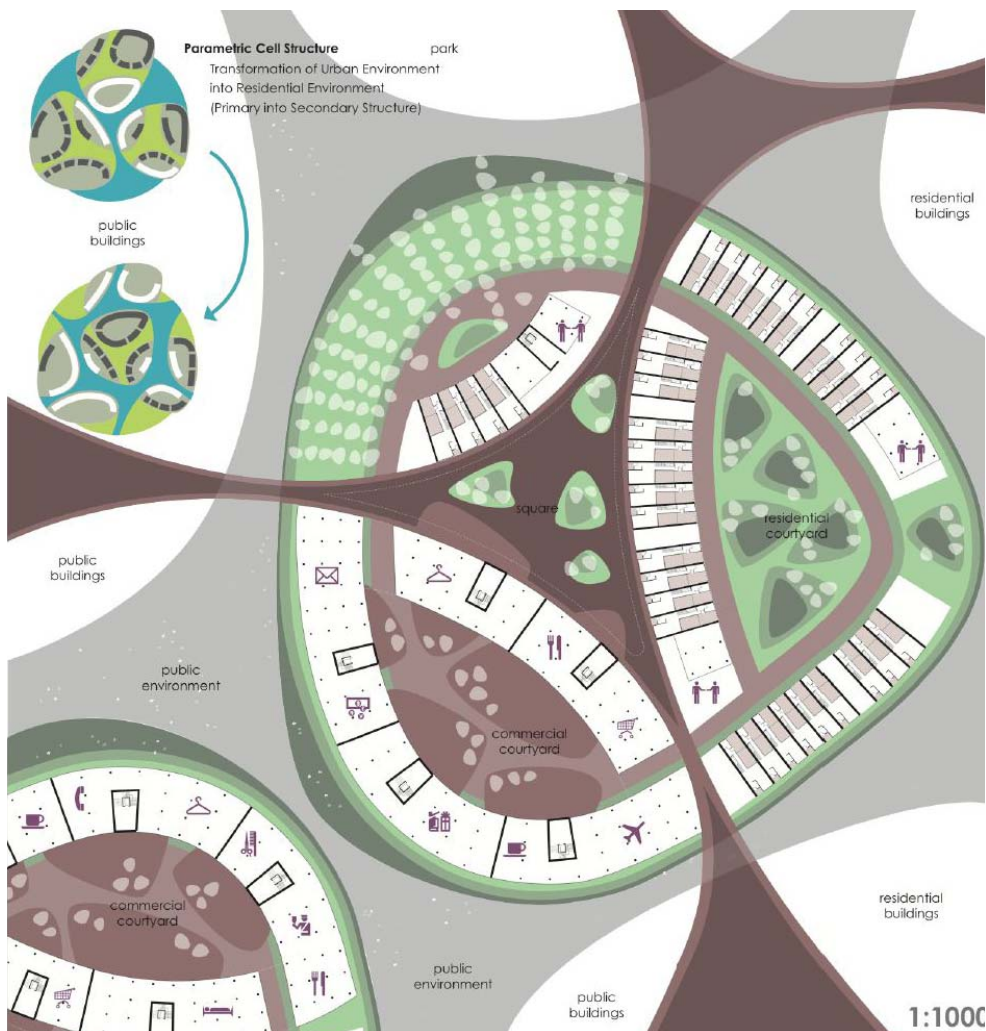 Parametric Cell Structure
park
Transformation of Urban Environment
into Residential Environment
(Primary into Secondary Structure)
public
buildings
residential
buildings
square
residential
courtyard
public
buildings
public
environment
commercial
courtyard
commercial
courtyard
residential
buildings
public
environment
public
buildings
1:1000